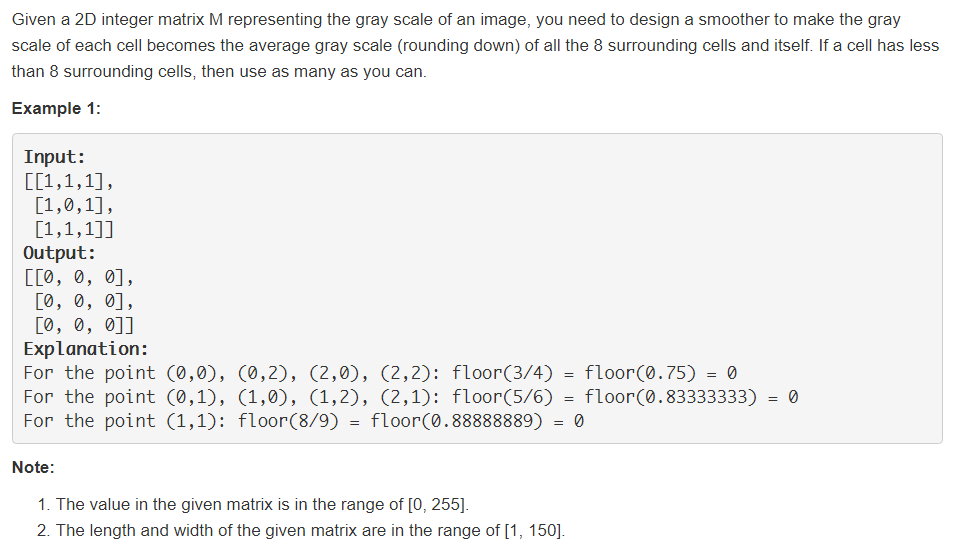 Given a 2D integer matrix M representing the gray scale of an image, you need to design a smoother to make the gray
scale of each cell becomes the average gray scale (rounding down) of all the 8 surrounding cells and itself. If a cell has less
than 8 surrounding cells, then use as many as you can.
Example 1:
Input:
[[1,1,1],
 [1,0,1],
 [1,1,1]]
Output:
[[0, 0, 0],
 [0, 0, 0],
 [0, 0, 0]]
Explanation:
For the point (0,0), (0,2), (2,0), (2,2): floor(3/4) = floor(0.75) = 0
For the point (0,1), (1,0), (1,2), (2,1): floor(5/6) = floor(0.83333333) = 0
For the point (1,1): floor(8/9) = floor(0.88888889) = 0
Note:
1. The value in the given matrix is in the range of [0, 255].
2. The length and width of the given matrix are in the range of [1, 150].